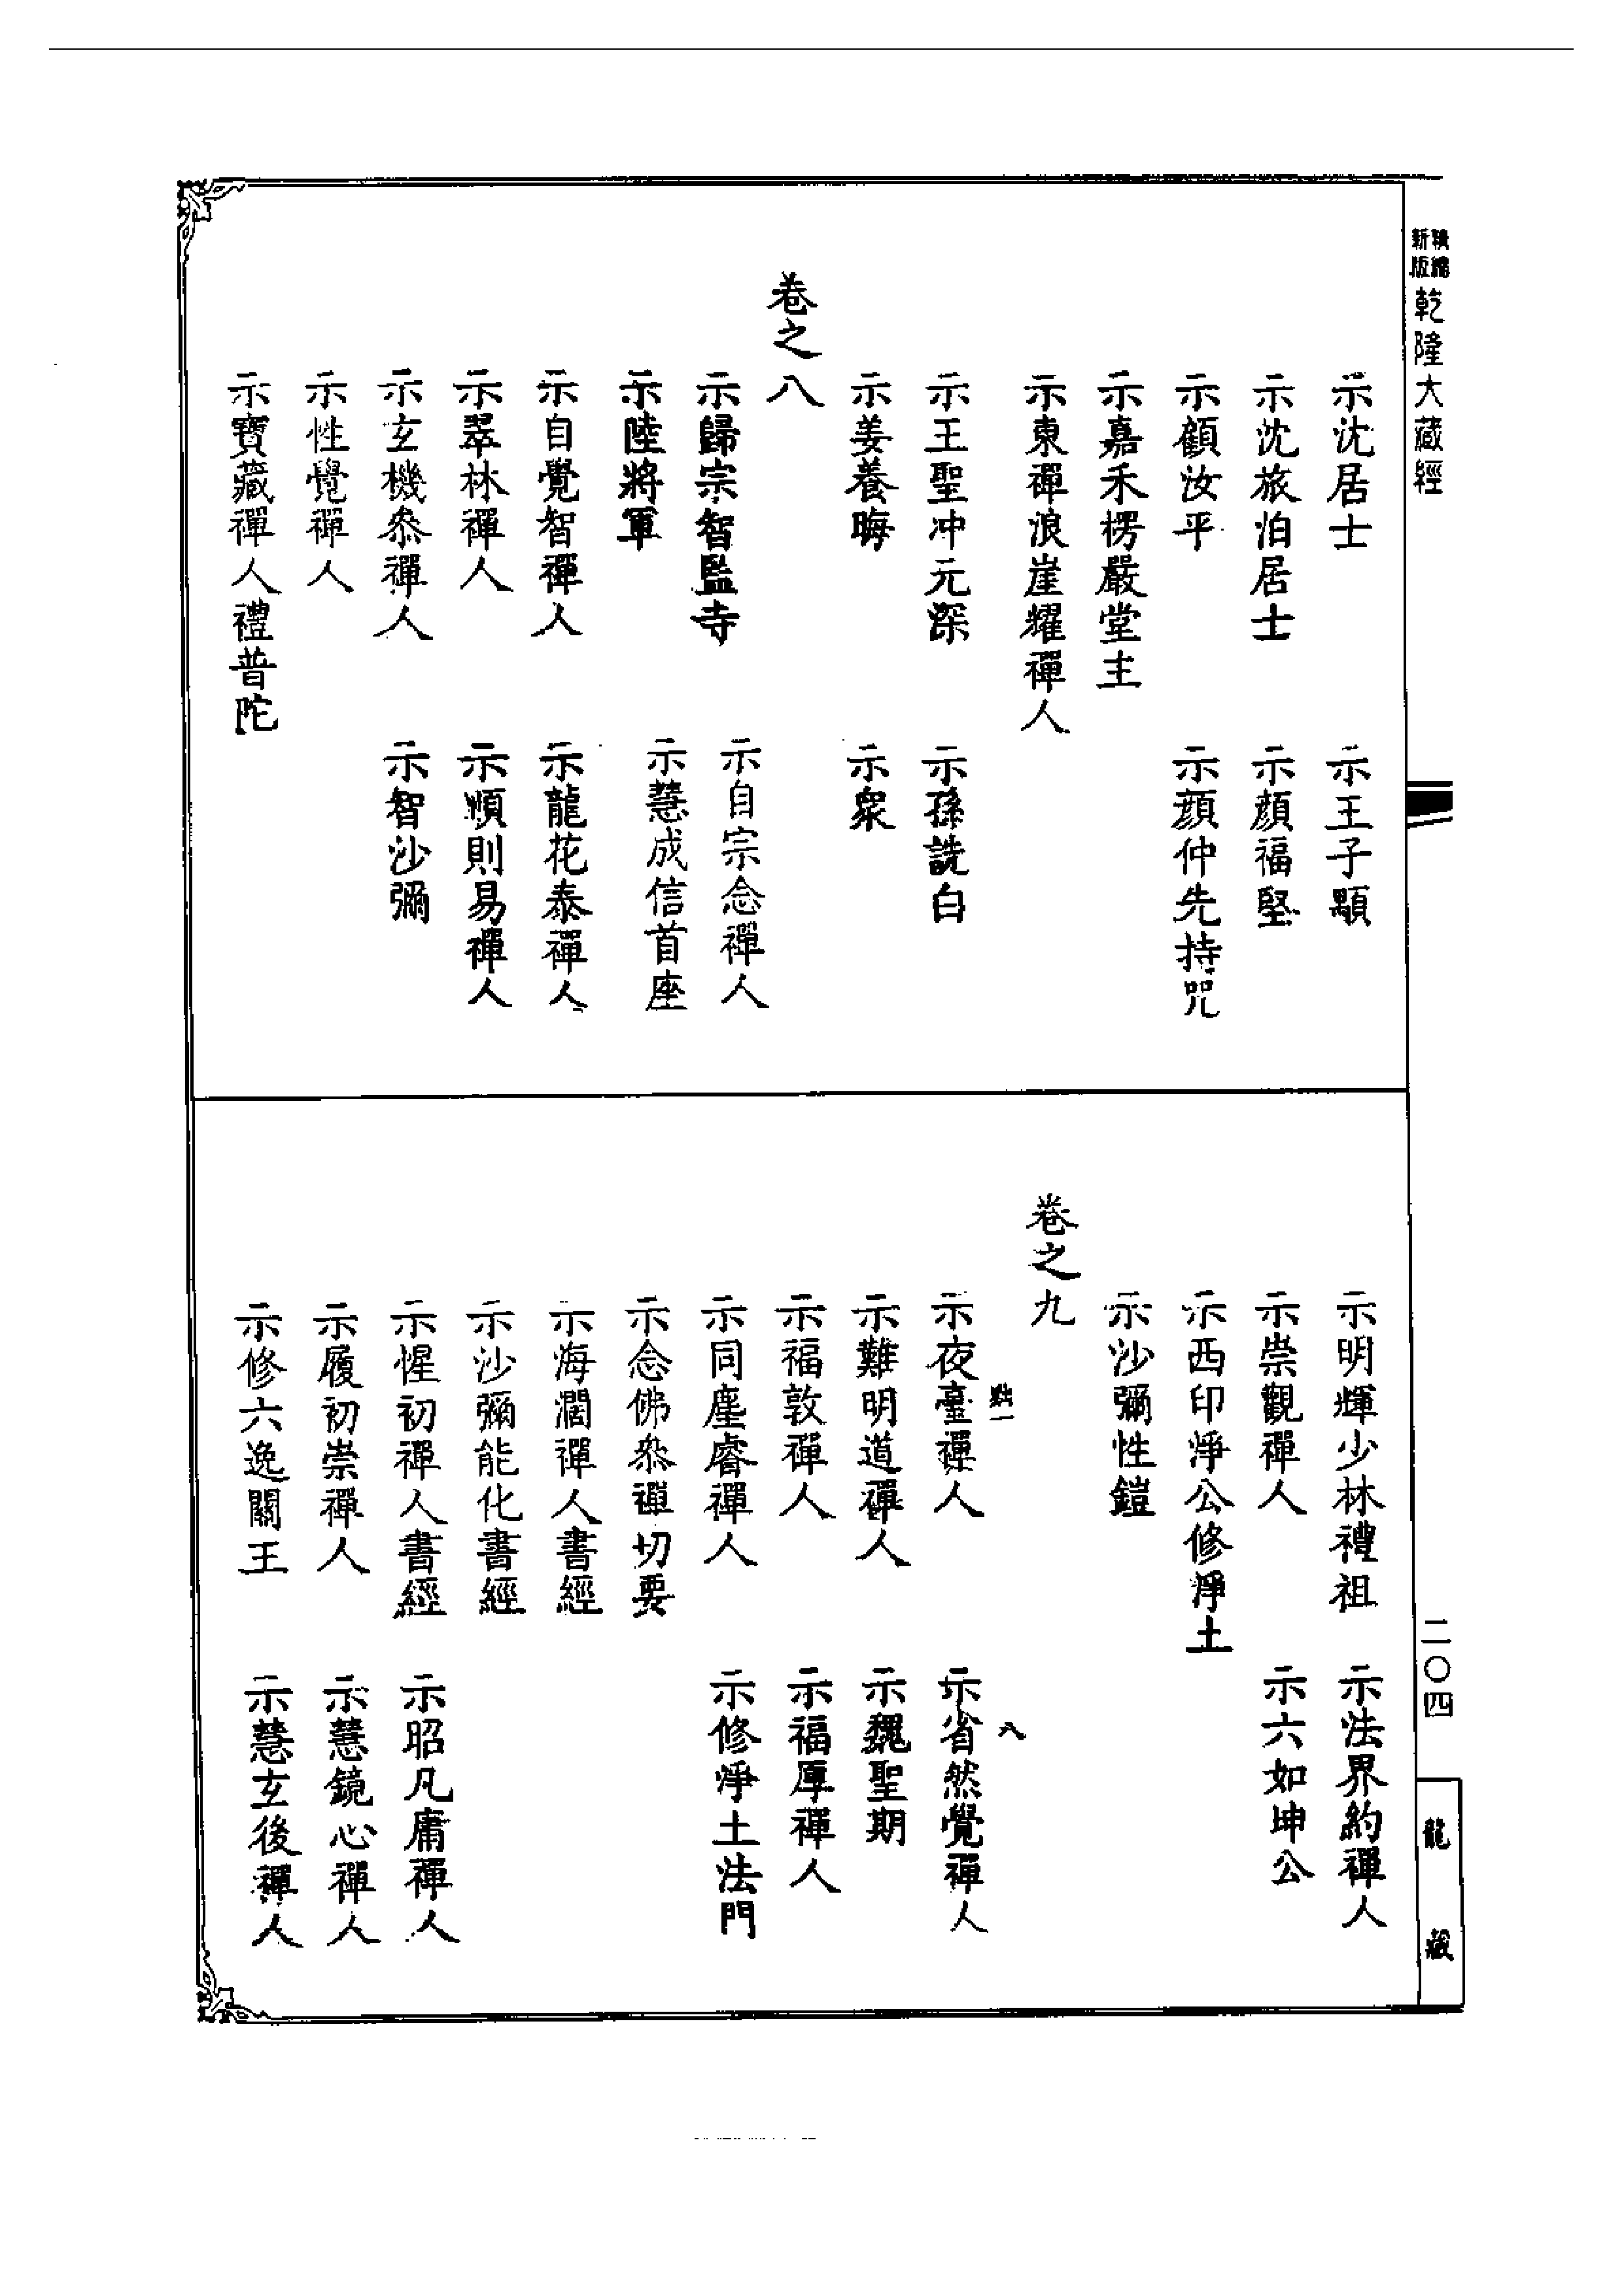 新版
精縮
乾隆大藏經
示沈居士　示王子顒
示沈旅泊居士　示顏福堅
示顧汝平　示顏仲先持咒
示嘉禾楞嚴堂主
示東禪浪崖耀禪人
示王聖冲元深　示孫詵白
示姜養晦　示衆
卷之八
示歸宗智監寺　示自宗念禪人
示陸將軍　示慧成信首座
示自覺智禪人　示龍花泰禪人
示翠林禪人　示順則易禪人
示玄機叅禪人　示智沙彌
示性覺禪人
示寶藏禪人禮普陀
示明輝少林禮祖　示法界約禪人
示崇觀禪人　示六如坤公
示西印淨公修淨土
示沙彌性鎧
卷之九
一　八
示夜臺禪人　示省然覺禪人
示難明道禪人　示魏聖期
示福敦禪人　示福厚禪人
示同塵睿禪人　示修淨土法門
示念佛叅禪切要
示海濶禪人書經
示沙彌能化書經
示惺初禪人書經　示昭凡庸禪人
示履初崇禪人　示慧鏡心禪人
示修六逸關王　示慧玄後禪人
二〇四
龍藏